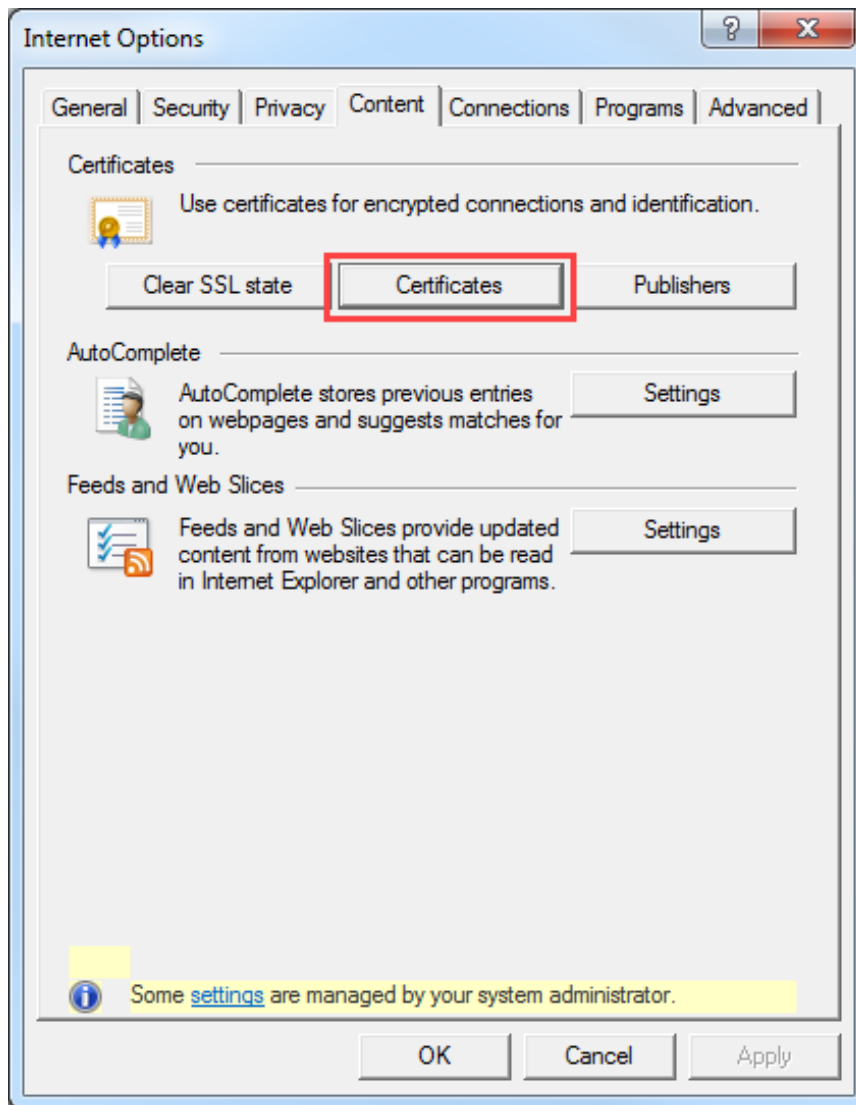 Internet Options
General Security Privacy Content Connections Programs Advanced
Certificates
Use certificates for encrypted connections and identification.
Clear SSL state Certificates Publishers
AutoComplete
AutoComplete stores previous entries
on webpages and suggests matches for
you.
Settings
Feeds and Web Slices
Feeds and Web Slices provide updated
content from websites that can be read
in Internet Explorer and other programs.
Settings
Some settings are managed by your system administrator.
OK Cancel Apply